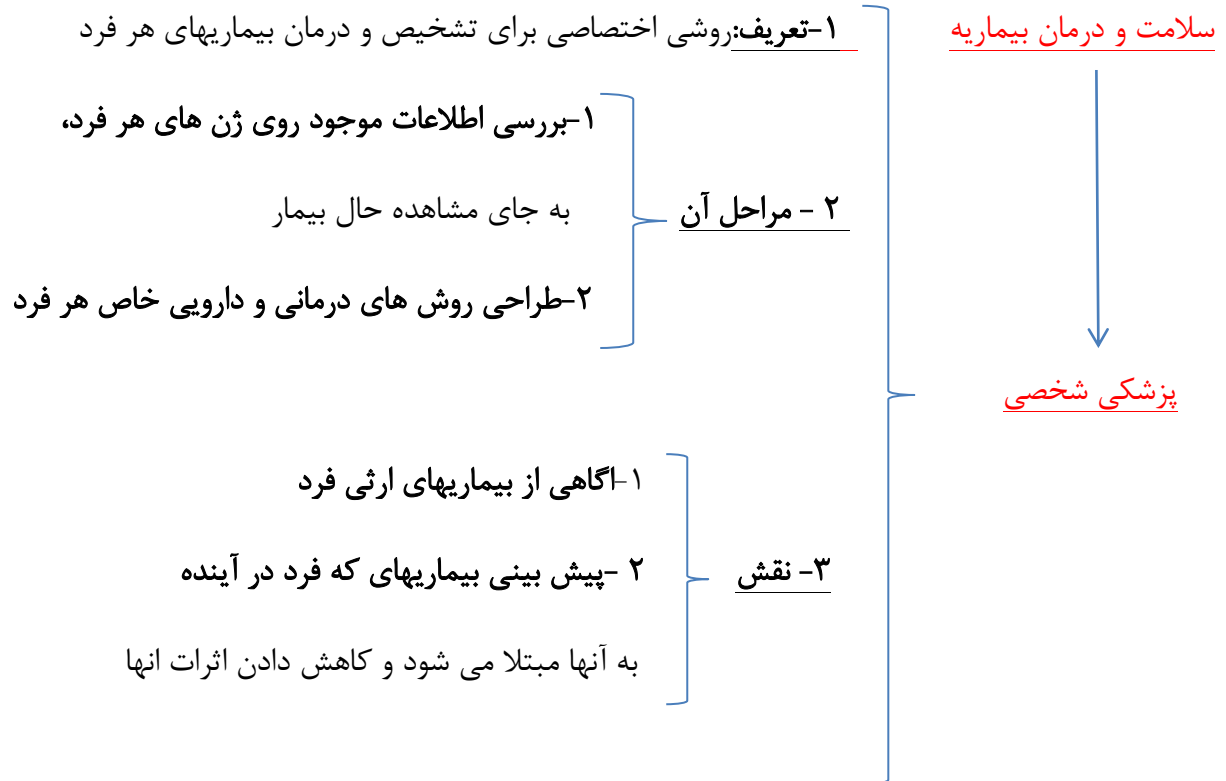 سلامت و درمان بیماریه
۱-تعریف:روشی اختصاصی برای تشخیص و درمان بیماریهای هر فرد
۱-بررسی اطلاعات موجود روی ژن های هر فرد،
۲ - مراحل آن
به جای مشاهده حال بیمار
۲-طراحی روش های درمانی و دارویی خاص هر فرد
پزشکی شخصی
۱-اگاهی از بیماریهای ارثی فرد
۳- نقش
۲ -پیش بینی بیماریهای که فرد در آینده
به آنها مبتلا می شود و کاهش دادن اثرات انها